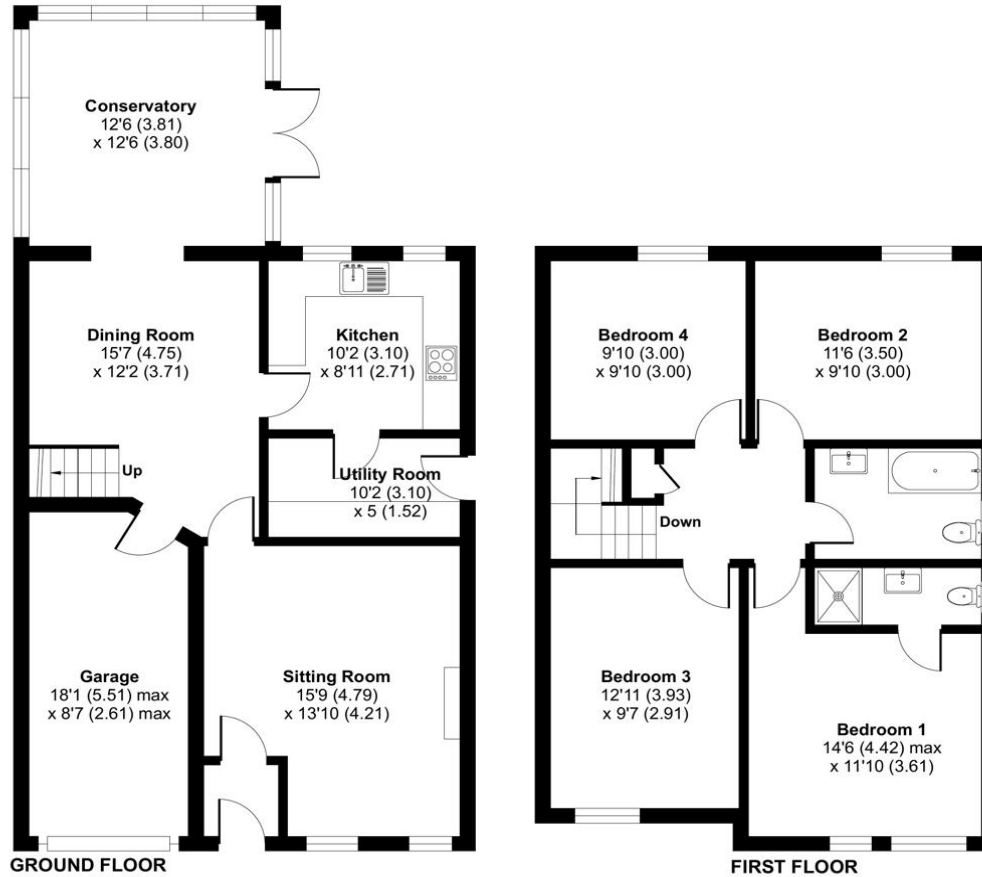 Conservatory
12'6 (3.81)
x 12'6 (3.80)
Dining Room
15'7 (4.75)
x 12'2 (3.71)
Kitchen
10'2 (3.10)
x 8'11 (2.71)
Up
Utility Room
10'2 (3.10)
x 5 (1.52)
Garage
18'1 (5.51) max
x 8'7 (2.61) max
Sitting Room
15'9 (4.79)
x 13'10 (4.21)
GROUND FLOOR
Bedroom 4
9'10 (3.00)
x 9'10 (3.00)
Bedroom 2
11'6 (3.50)
x 9'10 (3.00)
Down
Bedroom 3
12'11 (3.93)
x 9'7 (2.91)
Bedroom 1
14'6 (4.42) max
x 11'10 (3.61)
FIRST FLOOR